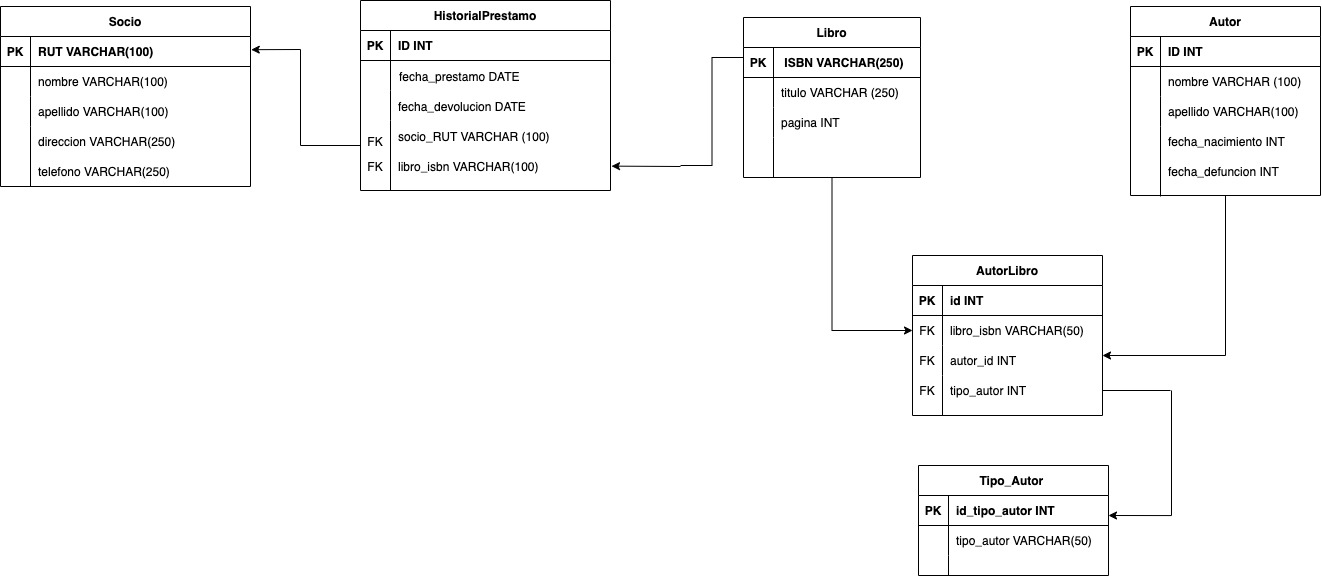 Socio
PK RUT VARCHAR(100)
nombre VARCHAR(100)
apellido VARCHAR(100)
direccion VARCHAR(250)
telefono VARCHAR(250)
HistorialPrestamo
PK ID INT
fecha_prestamo DATE
fecha_devolucion DATE
FK socio_RUT VARCHAR (100)
FK libro_isbn VARCHAR(100)
Libro
PK ISBN VARCHAR(250)
titulo VARCHAR (250)
pagina INT
Autor
PK ID INT
nombre VARCHAR (100)
apellido VARCHAR(100)
fecha_nacimiento INT
fecha_defuncion INT
AutorLibro
PK id INT
FK libro_isbn VARCHAR(50)
FK autor_id INT
FK tipo_autor INT
Tipo_Autor
PK id_tipo_autor INT
tipo_autor VARCHAR(50)